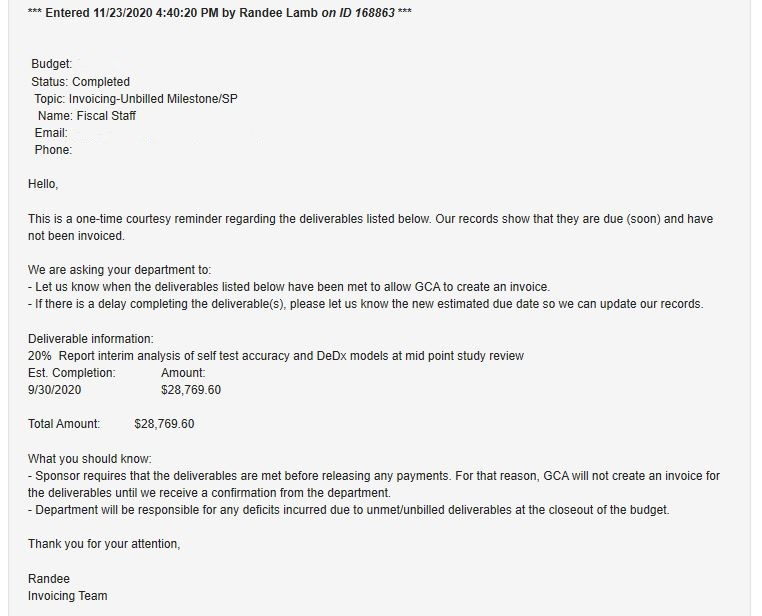 *** Entered 11/23/2020 4:40:20 PM by Randee Lamb on ID 168863 ***
Budget:
Status: Completed
Topic: Invoicing-Unbilled Milestone/SP
Name: Fiscal Staff
Email:
Phone:
Hello,
This is a one-time courtesy reminder regarding the deliverables listed below. Our records show that they are due (soon) and have
not been invoiced.
We are asking your department to:
- Let us know when the deliverables listed below have been met to allow GCA to create an invoice.
- If there is a delay completing the deliverable(s), please let us know the new estimated due date so we can update our records.
Deliverable information:
20% Report interim analysis of self test accuracy and DeDx models at mid point study review
Est. Completion: Amount:
9/30/2020 $28,769.60
Total Amount: $28,769.60
What you should know:
- Sponsor requires that the deliverables are met before releasing any payments. For that reason, GCA will not create an invoice for
the deliverables until we receive a confirmation from the department.
- Department will be responsible for any deficits incurred due to unmet/unbilled deliverables at the closeout of the budget.
Thank you for your attention,
Randee
Invoicing Team